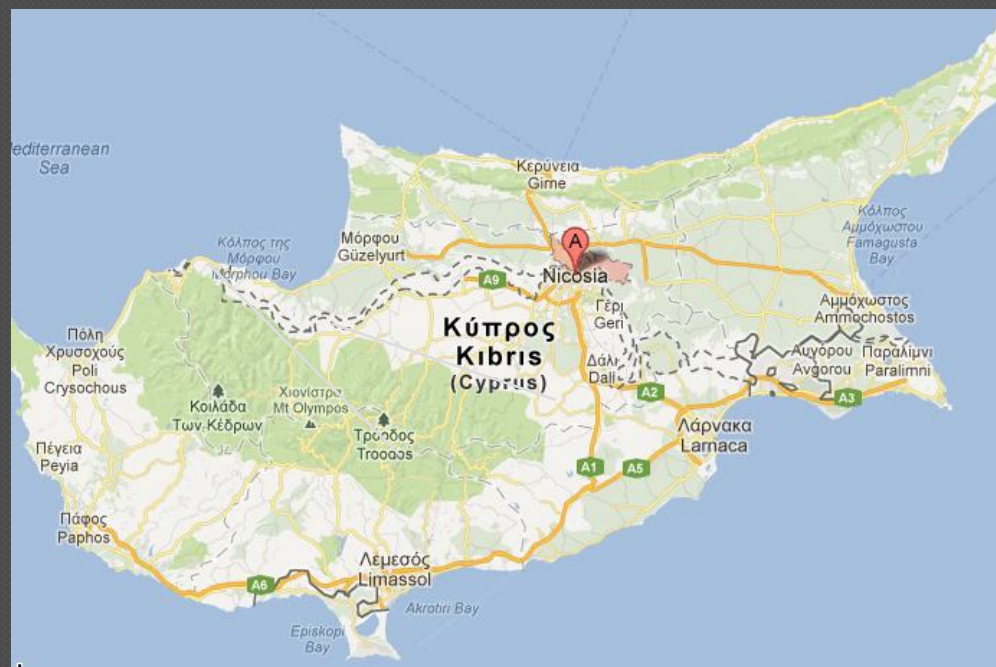 Mediterranean
Sea
Κερύνεια
Girne
Κόλπος
Αμμόχωστου
Famagusta
Bay
Κόλπος της
Μόρφου
Morphou Bay
Μόρφου
Güzelyurt
A
Nicosia
A9
Γέρι
Geri
Αμμόχωστος
Ammochostos
Κύπρος
Kıbrıs
(Cyprus)
Πόλη
Χρυσοχούς
Poli
Crysochous
Δάλι
Dali
Αυγόρου
Avgorou
Παραλίμνι
Paralimni
A2
A3
Κοιλάδα
Των Κέδρων
Χιονίστρα
Mt Olympos
Τρόοδος
Troodos
Λάρνακα
Larnaca
Πέγεια
Peyia
A1
A5
Πάφος
Paphos
Λεμεσός
Limassol
A6
Akrotiri Bay
Episkopi
Bay